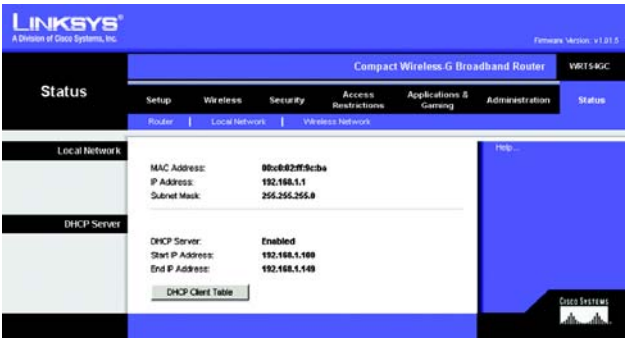 LINKSYS®
A Division of Cisco Systems, Inc.
Firmware Version: v1.01.5
Compact Wireless-G Broadband Router WRT54GC
Status
Setup Wireless Security Access Restrictions Applications & Gaming Administration Status
Router | Local Network | Wireless Network
Local Network
Help...
MAC Address: 00:c0:02:ff:9c:ba
IP Address: 192.168.1.1
Subnet Mask: 255.255.255.0
DHCP Server
DHCP Server: Enabled
Start IP Address: 192.168.1.100
End IP Address: 192.168.1.149
DHCP Client Table
CISCO SYSTEMS